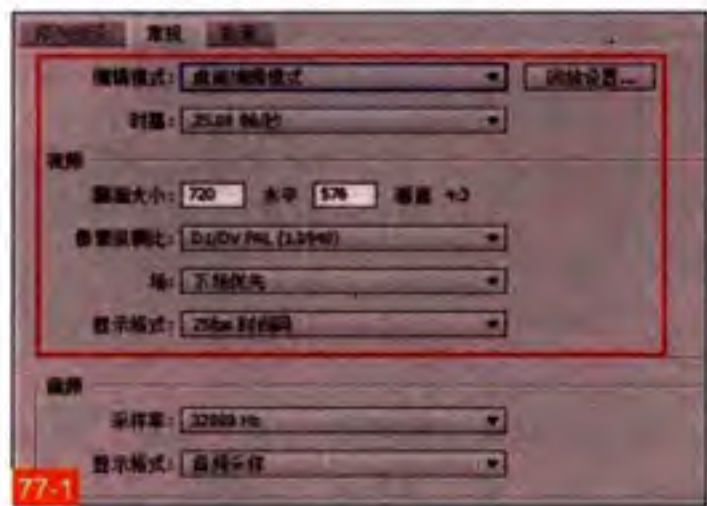 常规
编辑模式: 桌面编辑模式
时基: 25.00 帧/秒
视频
画面大小: 720 水平 576 垂直 4:3
D1/DV PAL
场: 下场优先
显示格式: 25fps 时间码
音频
采样率: 32000 Hz
显示格式: 音频采样
77-1